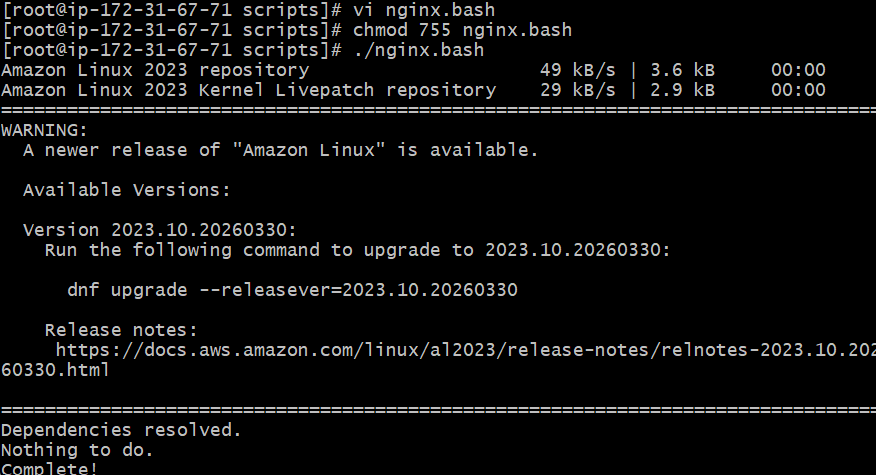 [root@ip-172-31-67-71 scripts]# vi nginx.bash
[root@ip-172-31-67-71 scripts]# chmod 755 nginx.bash
[root@ip-172-31-67-71 scripts]# ./nginx.bash
Amazon Linux 2023 repository                     49 kB/s | 3.6 kB     00:00
Amazon Linux 2023 Kernel Livepatch repository    29 kB/s | 2.9 kB     00:00
================================================================================
WARNING:
  A newer release of "Amazon Linux" is available.

  Available Versions:

  Version 2023.10.20260330:
    Run the following command to upgrade to 2023.10.20260330:

      dnf upgrade --releasever=2023.10.20260330

    Release notes:
     https://docs.aws.amazon.com/linux/al2023/release-notes/relnotes-2023.10.202
60330.html

================================================================================
Dependencies resolved.
Nothing to do.
Complete!